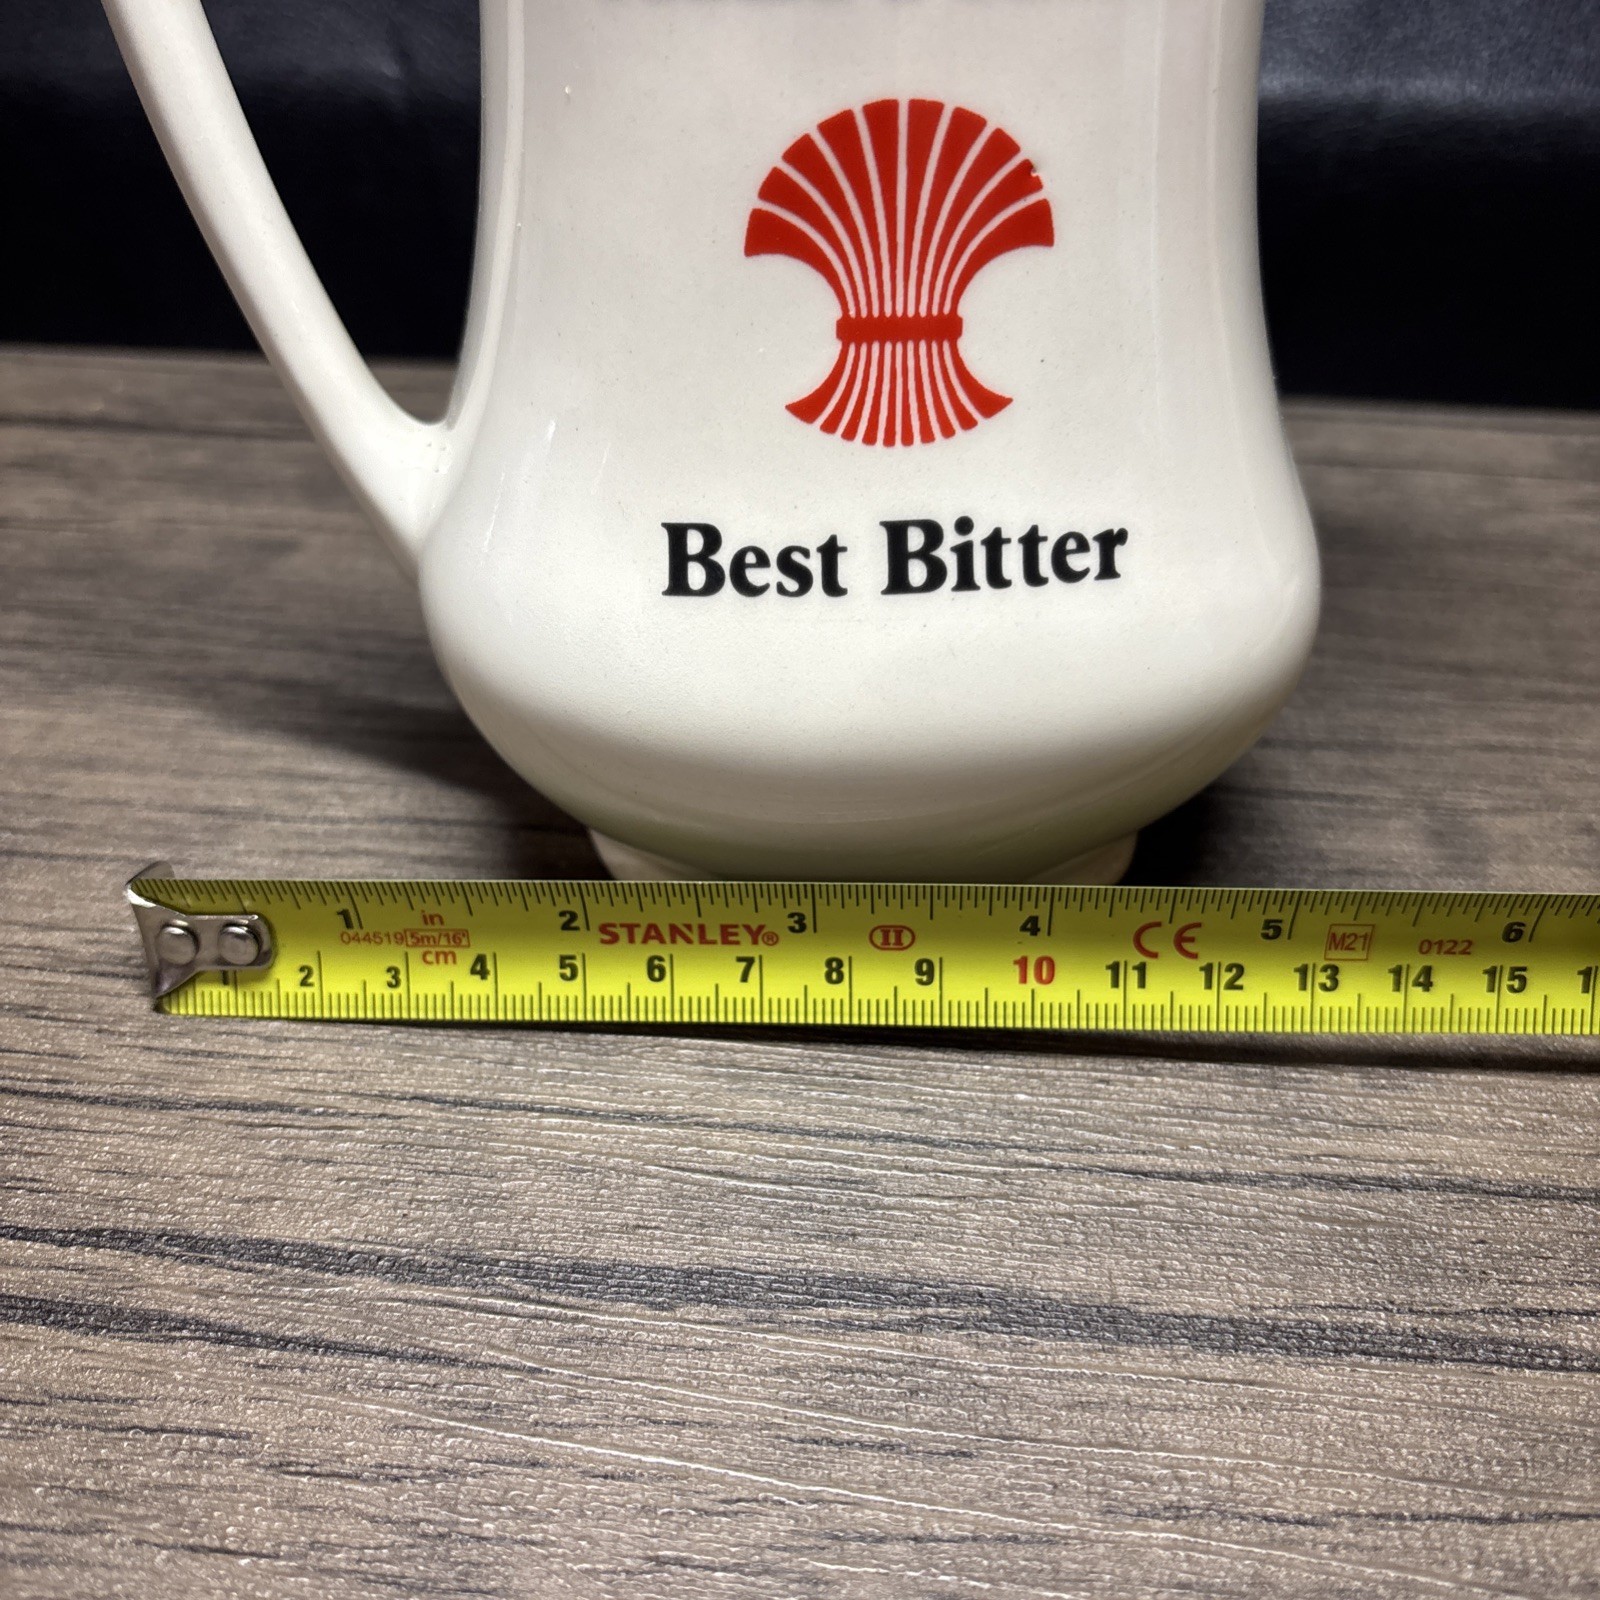 Best Bitter
1 in 2 STANLEY® 3 II 4 CE 5 M21 0122 6
044519 5m/16'
cm
1 2 3 4 5 6 7 8 9 10 11 12 13 14 15